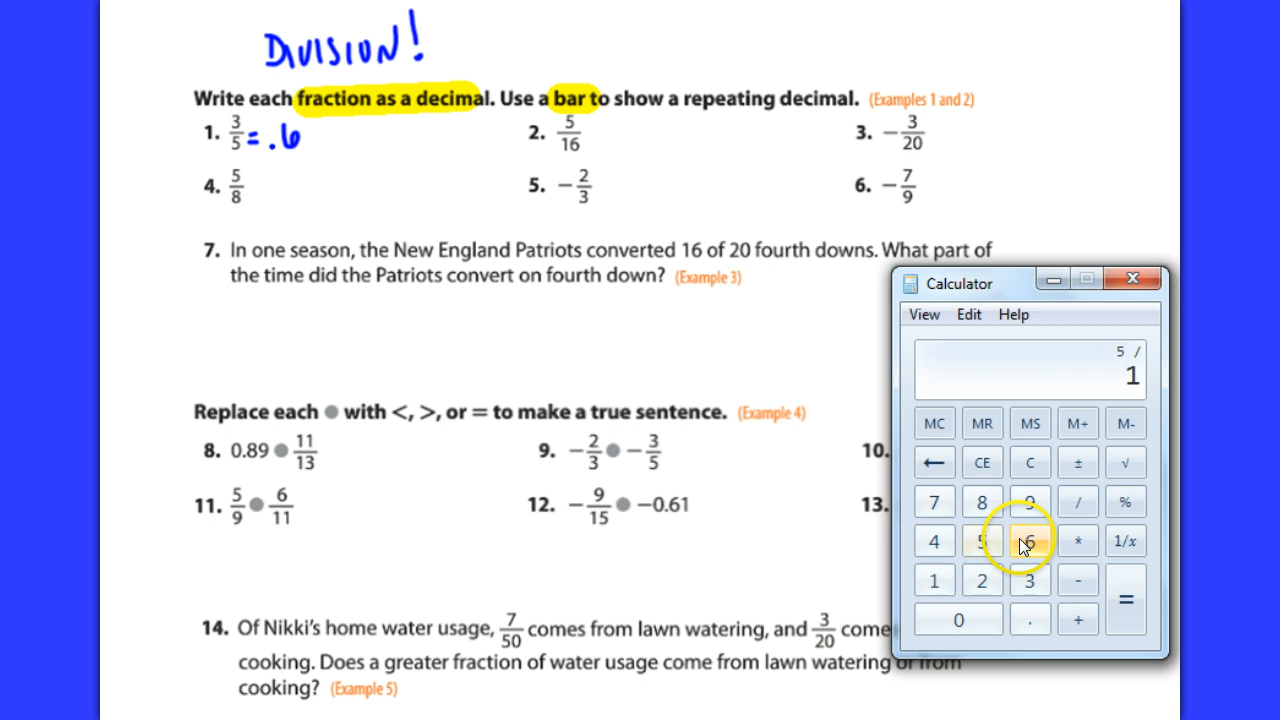 DIVISION!
Write each fraction as a decimal. Use a bar to show a repeating decimal. (Examples 1 and 2)
1. 3/5 = .6 2. 5/16 3. -3/20
4. 5/8 5. -2/3 6. -7/9
7. In one season, the New England Patriots converted 16 of 20 fourth downs. What part of
the time did the Patriots convert on fourth down? (Example 3)
Replace each ● with <, >, or = to make a true sentence. (Example 4)
8. 0.89 ● 11/13 9. -2/3 ● -3/5 10.
11. 5/9 ● 6/11 12. -9/15 ● -0.61 13.
14. Of Nikki's home water usage, 7/50 comes from lawn watering, and 3/20 come
cooking. Does a greater fraction of water usage come from lawn watering or from
cooking? (Example 5)
Calculator
View Edit Help
5 /
1
MC MR MS M+ M-
← CE C ± √
7 8 9 / %
4 5 6 * 1/x
1 2 3 - =
0 . +